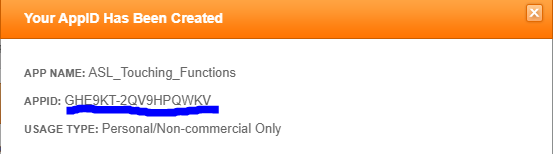 Your AppID Has Been Created
APP NAME: ASL_Touching_Functions
APPID: GHE9KT-2QV9HPQWKV
USAGE TYPE: Personal/Non-commercial Only